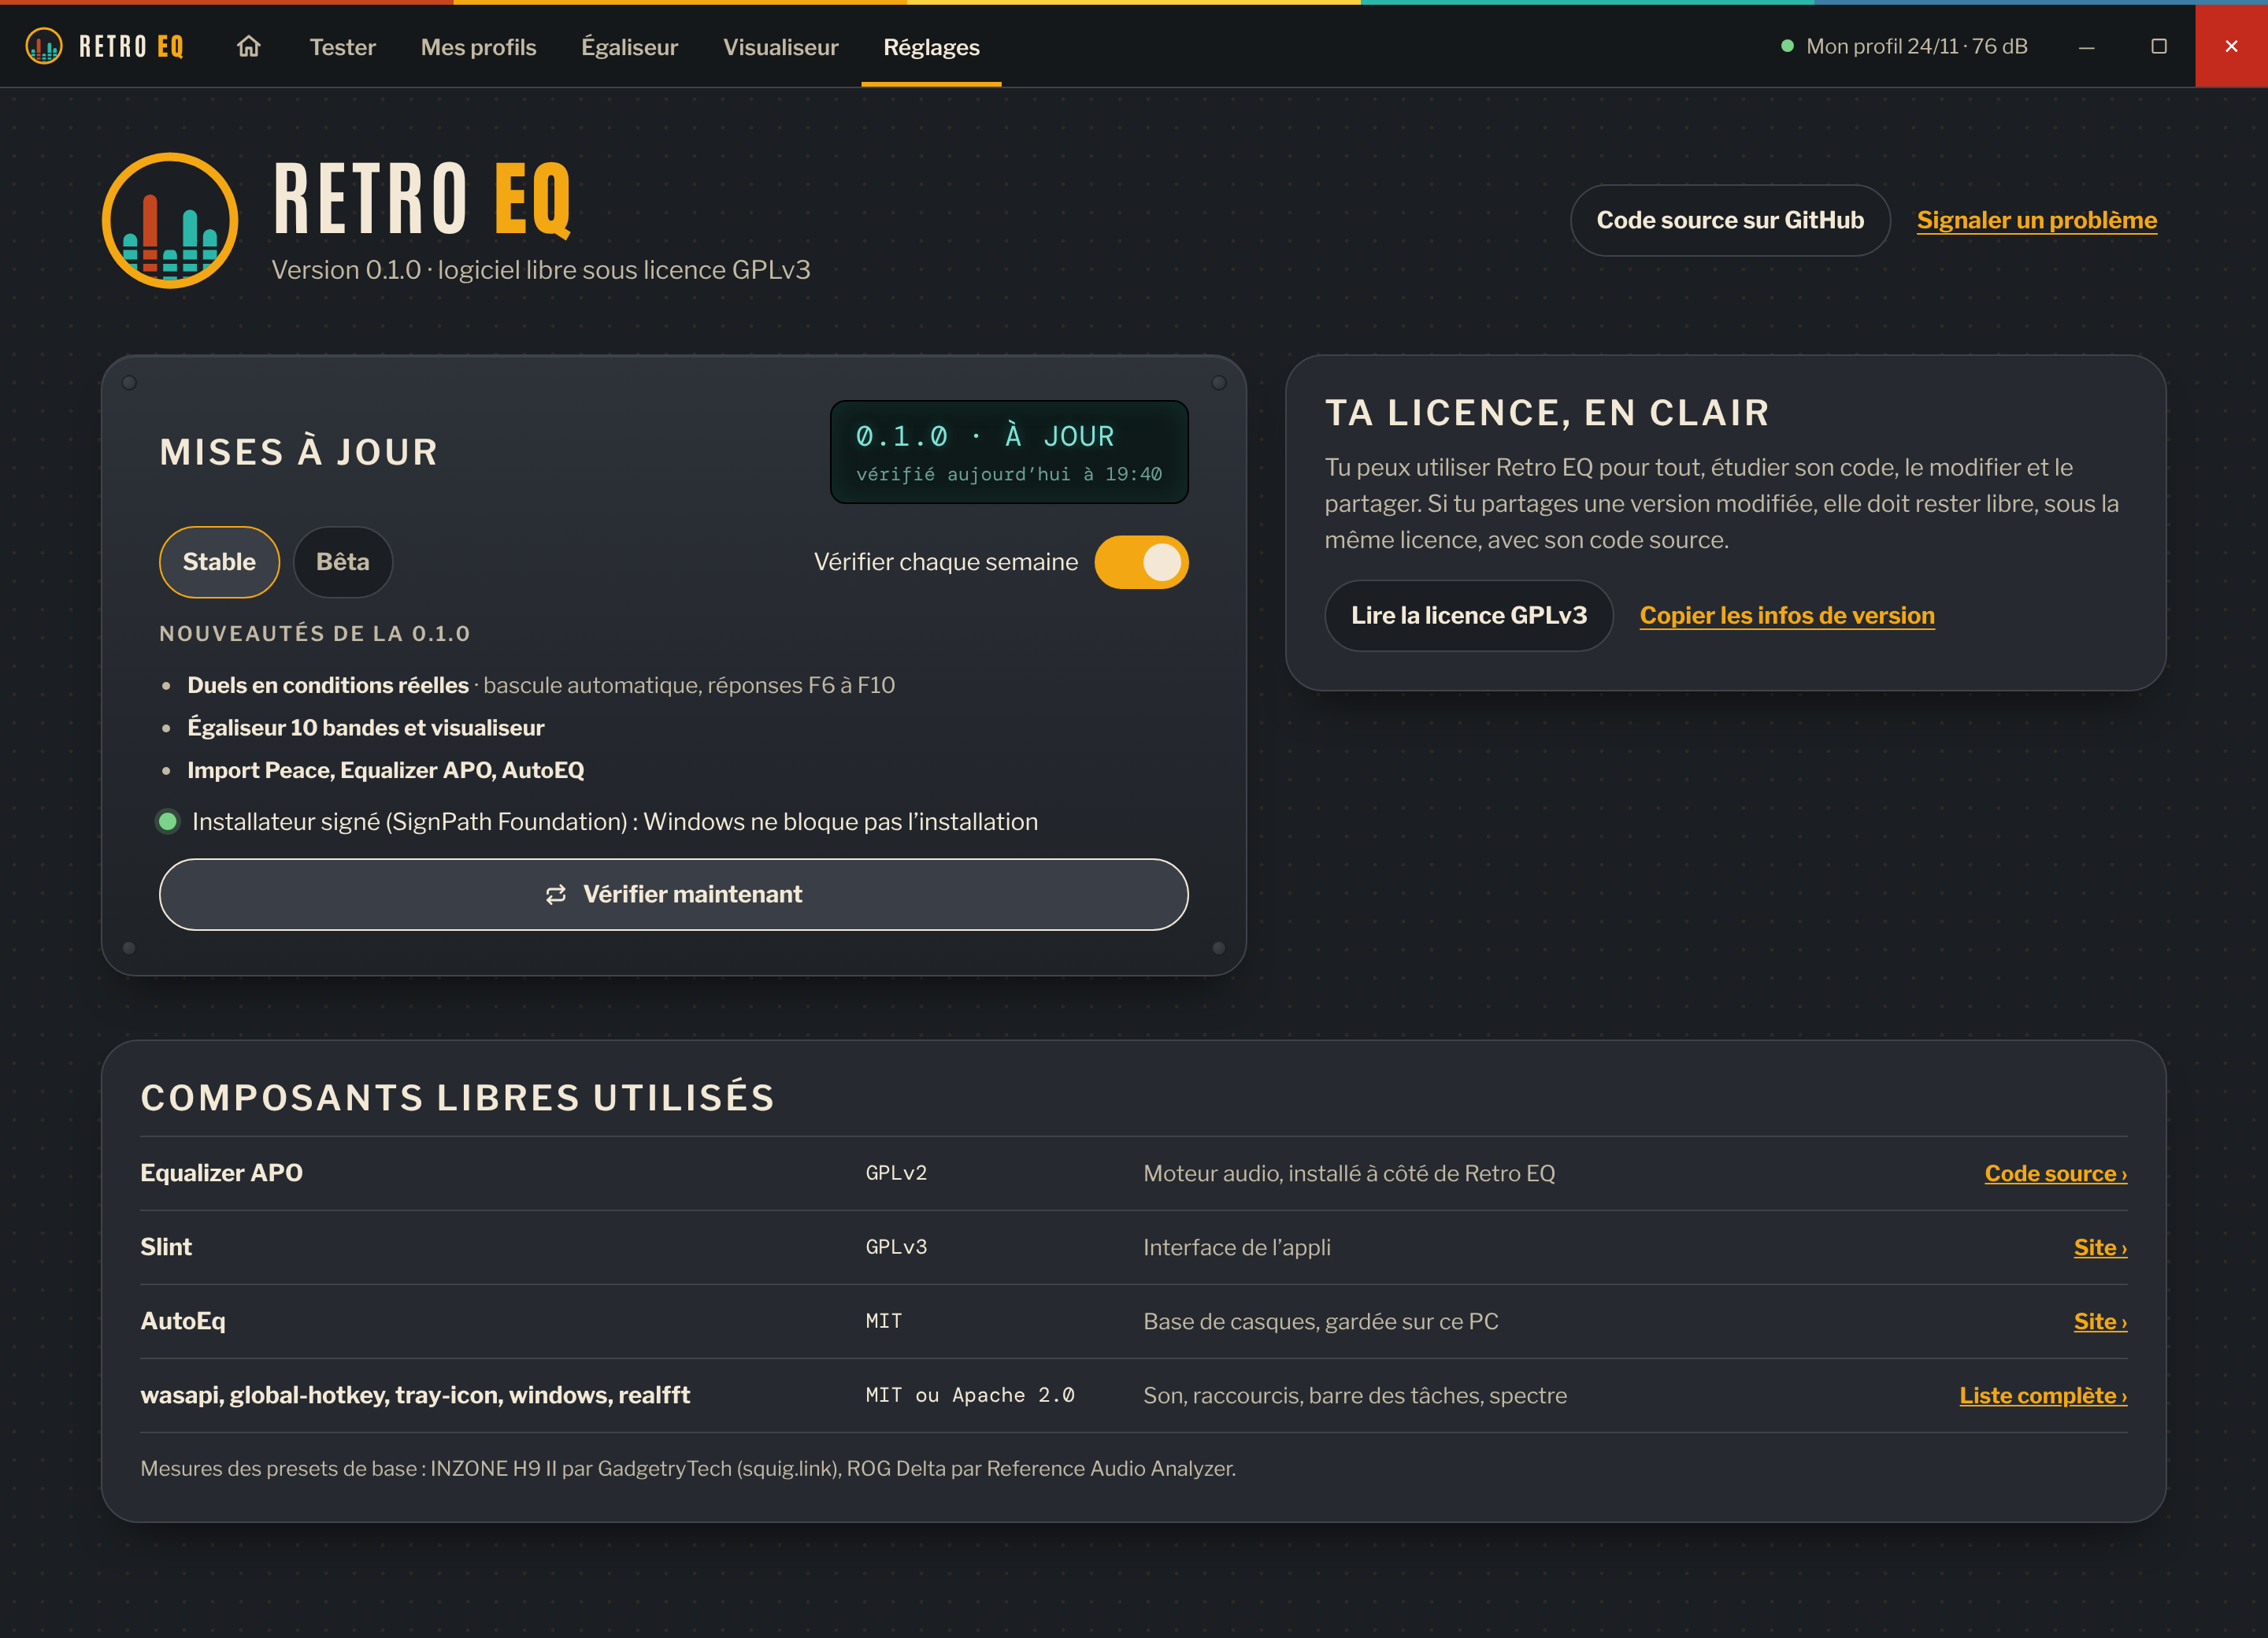 RETRO EQ
Tester
Mes profils
Égaliseur
Visualiseur
Réglages
Mon profil 24/11 · 76 dB
RETRO EQ
Version 0.1.0 · logiciel libre sous licence GPLv3
Code source sur GitHub
Signaler un problème
MISES À JOUR
0.1.0 · À JOUR
vérifié aujourd’hui à 19:40
Stable
Bêta
Vérifier chaque semaine
NOUVEAUTÉS DE LA 0.1.0
• Duels en conditions réelles · bascule automatique, réponses F6 à F10
• Égaliseur 10 bandes et visualiseur
• Import Peace, Equalizer APO, AutoEQ
Installateur signé (SignPath Foundation) : Windows ne bloque pas l’installation
Vérifier maintenant
TA LICENCE, EN CLAIR
Tu peux utiliser Retro EQ pour tout, étudier son code, le modifier et le
partager. Si tu partages une version modifiée, elle doit rester libre, sous la
même licence, avec son code source.
Lire la licence GPLv3
Copier les infos de version
COMPOSANTS LIBRES UTILISÉS
Equalizer APO GPLv2 Moteur audio, installé à côté de Retro EQ Code source ›
Slint GPLv3 Interface de l’appli Site ›
AutoEq MIT Base de casques, gardée sur ce PC Site ›
wasapi, global-hotkey, tray-icon, windows, realfft MIT ou Apache 2.0 Son, raccourcis, barre des tâches, spectre Liste complète ›
Mesures des presets de base : INZONE H9 II par GadgetryTech (squig.link), ROG Delta par Reference Audio Analyzer.